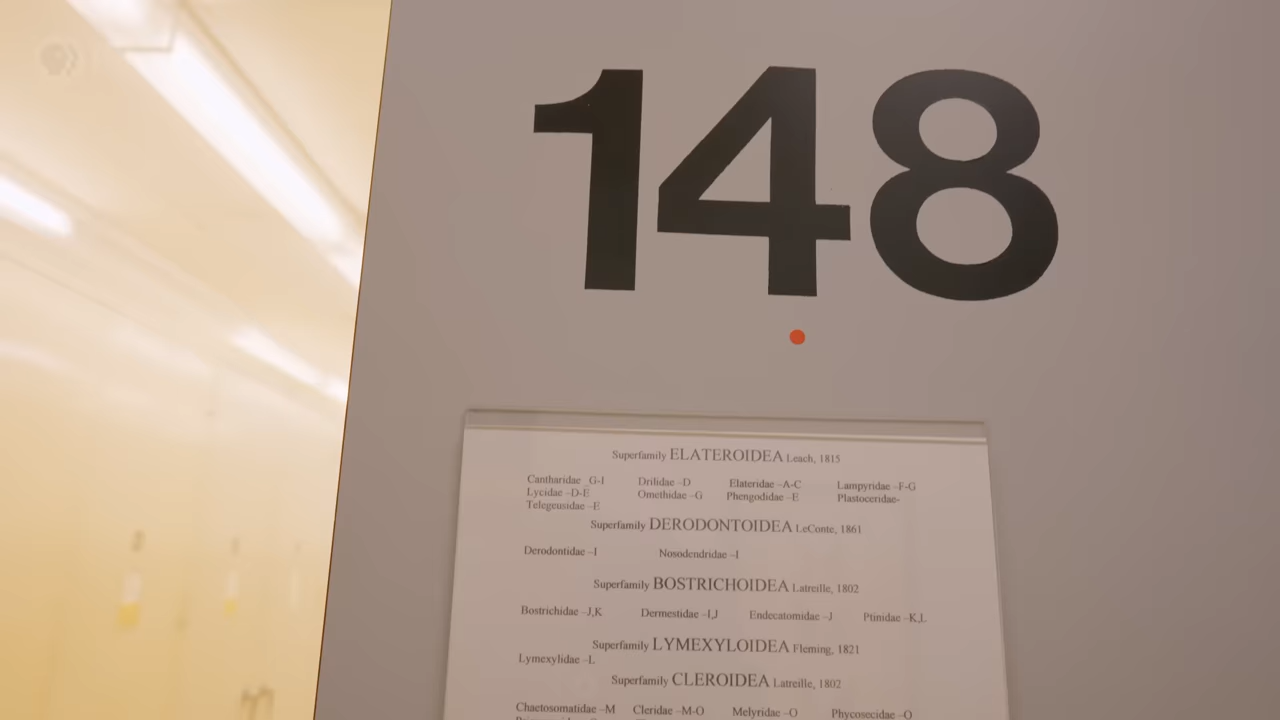 148
Superfamily ELATEROIDEA Leach, 1815
Cantharidae –G-I Drilidae –D Elateridae –A-C Lampyridae –F-G
Lycidae –D-E Omethidae –G Phengodidae –E Plastoceridae-
Telegeusidae –E
Superfamily DERODONTOIDEA LeConte, 1861
Derodontidae –I Nosodendridae –I
Superfamily BOSTRICHOIDEA Latreille, 1802
Bostrichidae –J,K Dermestidae –I,J Endecatomidae –J Ptinidae –K,L
Superfamily LYMEXYLOIDEA Fleming, 1821
Lymexylidae –L
Superfamily CLEROIDEA Latreille, 1802
Chaetosomatidae –M Cleridae –M-O Melyridae –O Phycosecidae –O